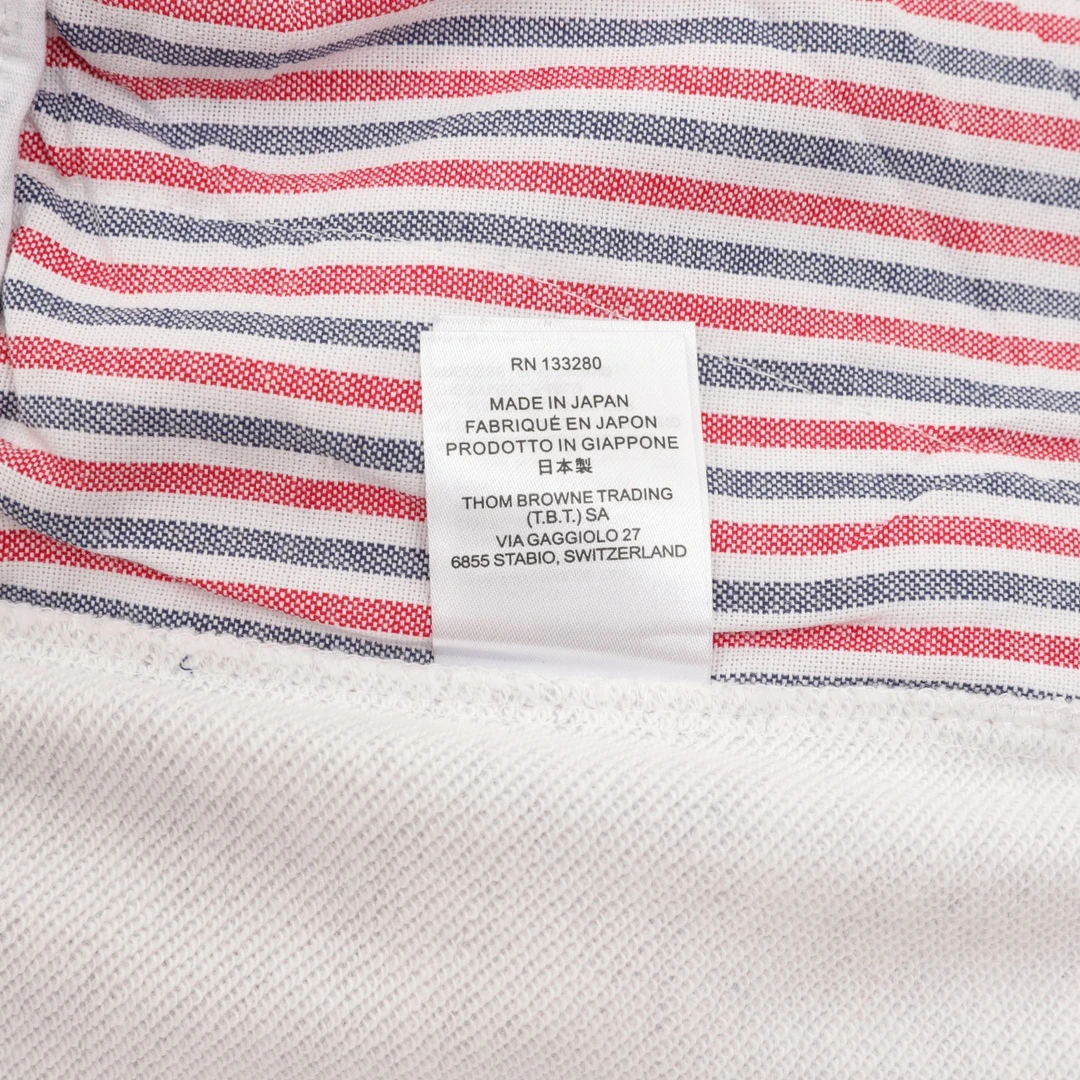 RN 133280
MADE IN JAPAN
FABRIQUÉ EN JAPON
PRODOTTO IN GIAPPONE
日本製
THOM BROWNE TRADING
(T.B.T.) SA
VIA GAGGIOLO 27
6855 STABIO, SWITZERLAND